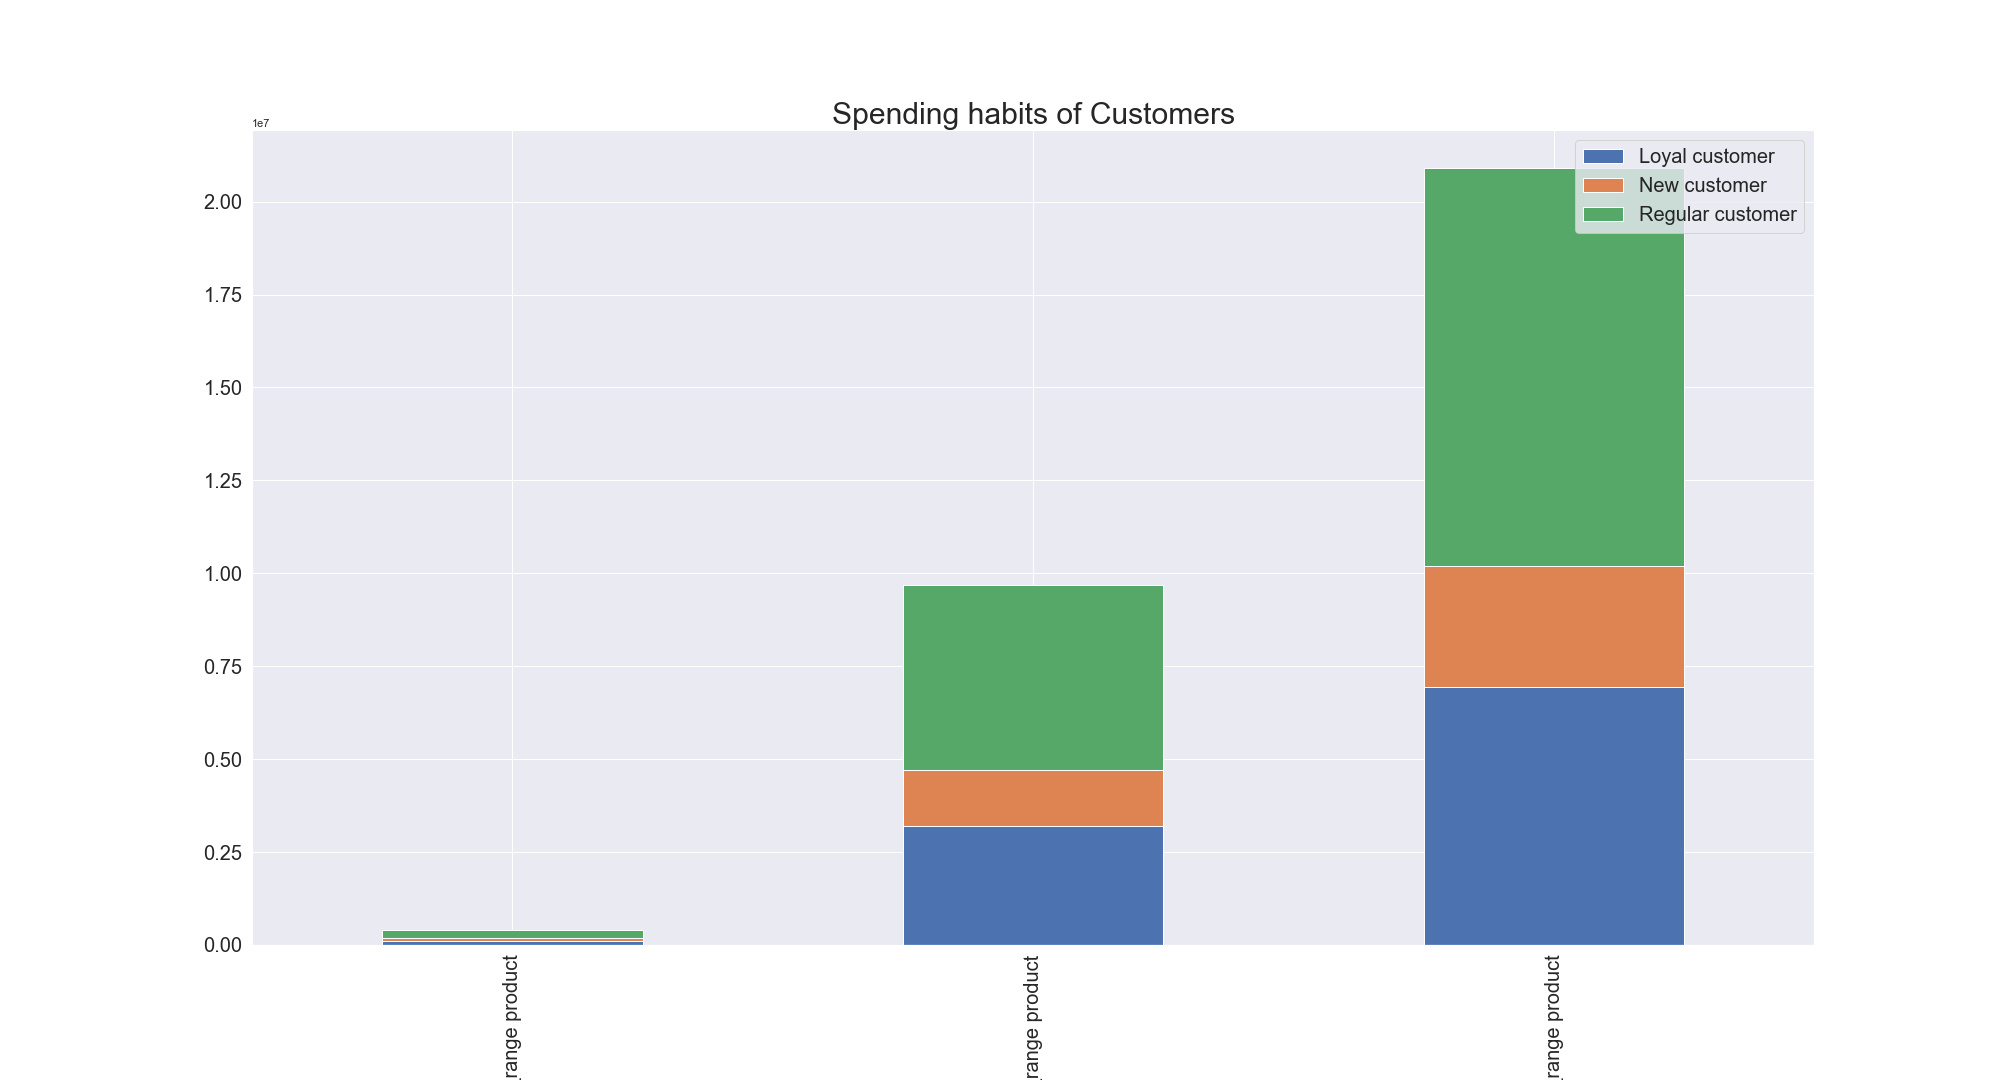 Spending habits of Customers
1e7
Loyal customer
New customer
Regular customer
2.00
1.75
1.50
1.25
1.00
0.75
0.50
0.25
0.00
range product
range product
range product